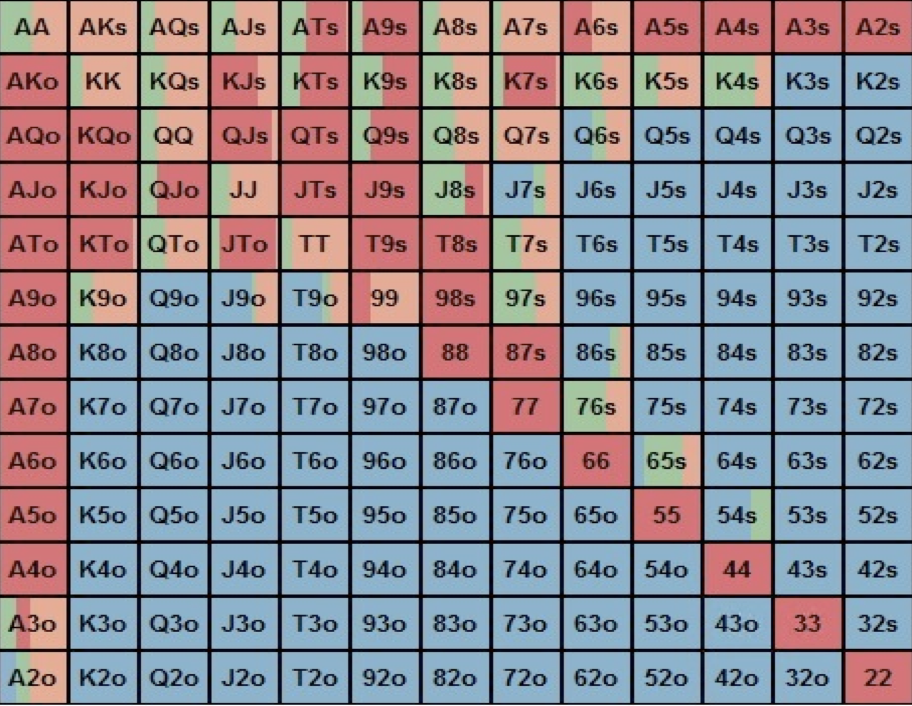 AA AKs AQs AJs ATs A9s A8s A7s A6s A5s A4s A3s A2s
AKo KK KQs KJs KTs K9s K8s K7s K6s K5s K4s K3s K2s
AQo KQo QQ QJs QTs Q9s Q8s Q7s Q6s Q5s Q4s Q3s Q2s
AJo KJo QJo JJ JTs J9s J8s J7s J6s J5s J4s J3s J2s
ATo KTo QTo JTo TT T9s T8s T7s T6s T5s T4s T3s T2s
A9o K9o Q9o J9o T9o 99 98s 97s 96s 95s 94s 93s 92s
A8o K8o Q8o J8o T8o 98o 88 87s 86s 85s 84s 83s 82s
A7o K7o Q7o J7o T7o 97o 87o 77 76s 75s 74s 73s 72s
A6o K6o Q6o J6o T6o 96o 86o 76o 66 65s 64s 63s 62s
A5o K5o Q5o J5o T5o 95o 85o 75o 65o 55 54s 53s 52s
A4o K4o Q4o J4o T4o 94o 84o 74o 64o 54o 44 43s 42s
A3o K3o Q3o J3o T3o 93o 83o 73o 63o 53o 43o 33 32s
A2o K2o Q2o J2o T2o 92o 82o 72o 62o 52o 42o 32o 22